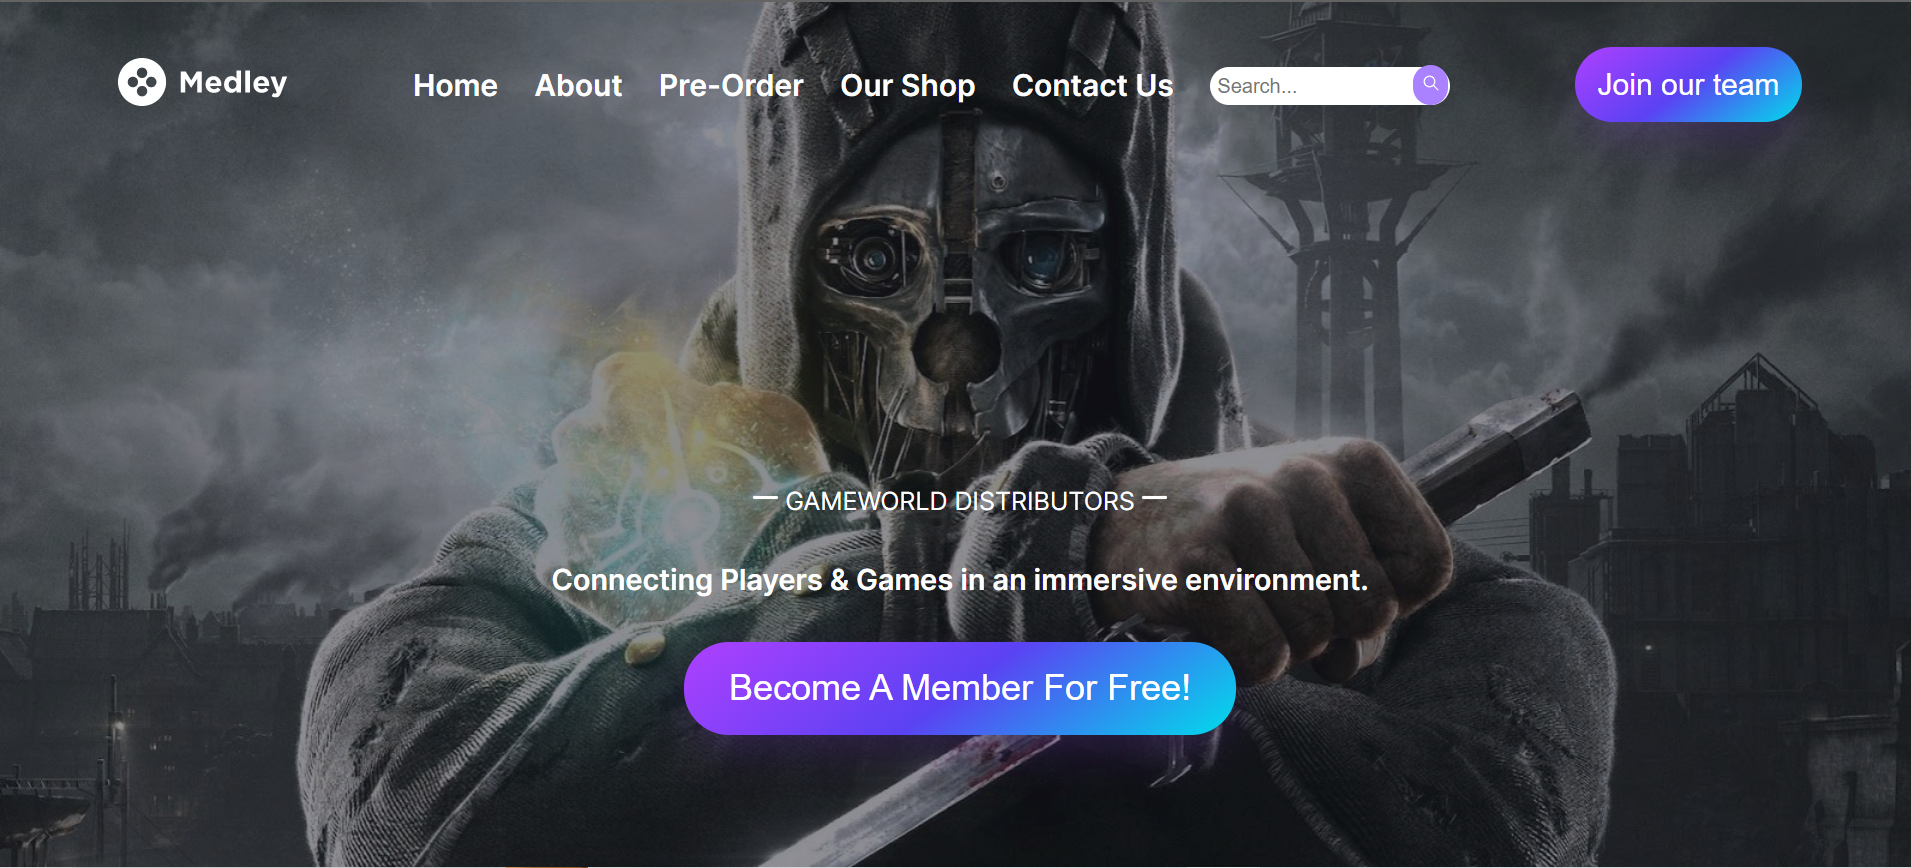 Medley
Home About Pre-Order Our Shop Contact Us Search... Join our team
— GAMEWORLD DISTRIBUTORS —
Connecting Players & Games in an immersive environment.
Become A Member For Free!